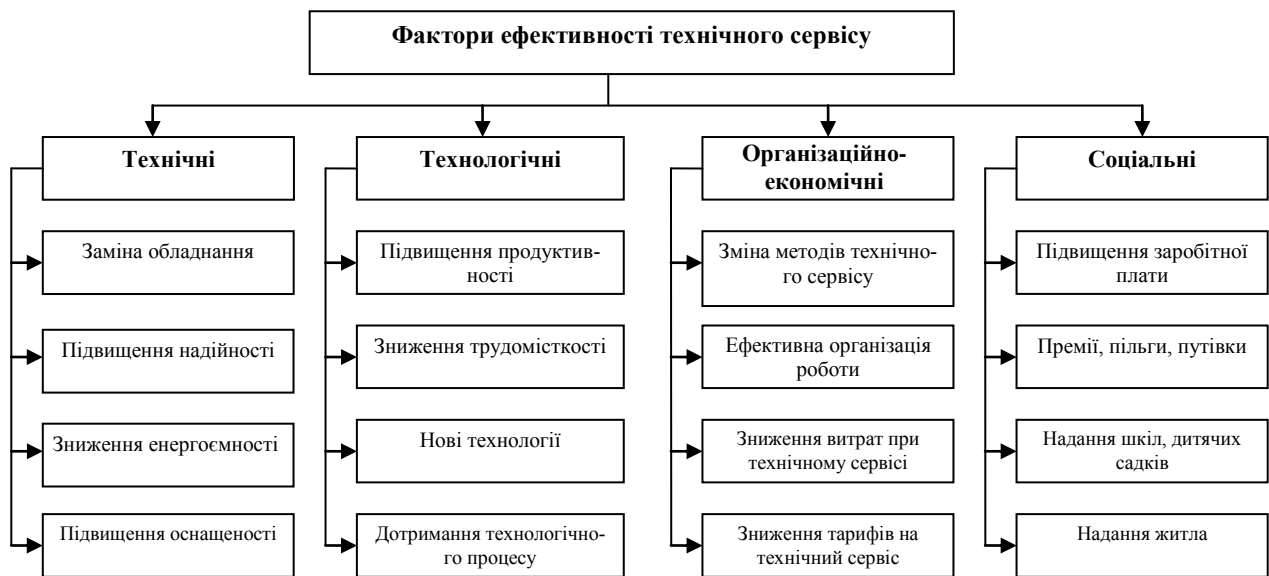 Фактори ефективності технічного сервісу
Технічні
Технологічні
Організаційно-
економічні
Соціальні
Заміна обладнання
Підвищення продуктив-
ності
Зміна методів технічно-
го сервісу
Підвищення заробітної
плати
Підвищення надійності
Зниження трудомісткості
Ефективна організація
роботи
Премії, пільги, путівки
Зниження енергоємності
Нові технології
Зниження витрат при
технічному сервісі
Надання шкіл, дитячих
садків
Підвищення оснащеності
Дотримання технологічно-
го процесу
Зниження тарифів на
технічний сервіс
Надання житла